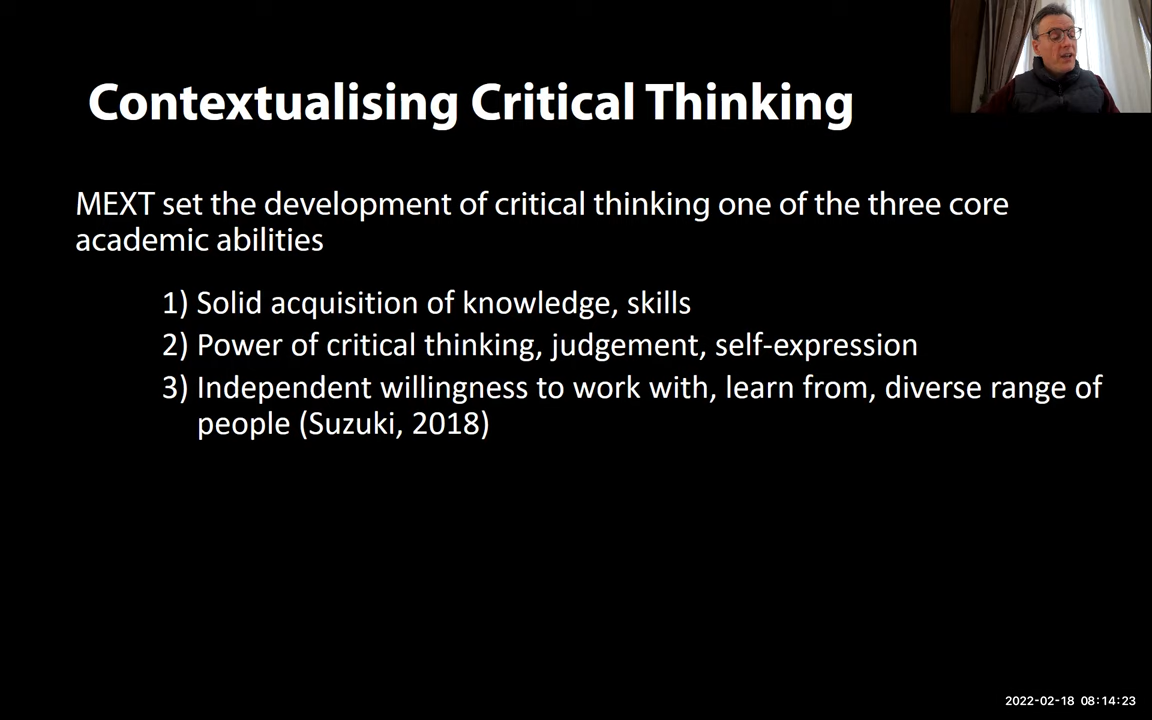 Contextualising Critical Thinking
MEXT set the development of critical thinking one of the three core
academic abilities
1) Solid acquisition of knowledge, skills
2) Power of critical thinking, judgement, self-expression
3) Independent willingness to work with, learn from, diverse range of
people (Suzuki, 2018)
2022-02-18 08:14:23